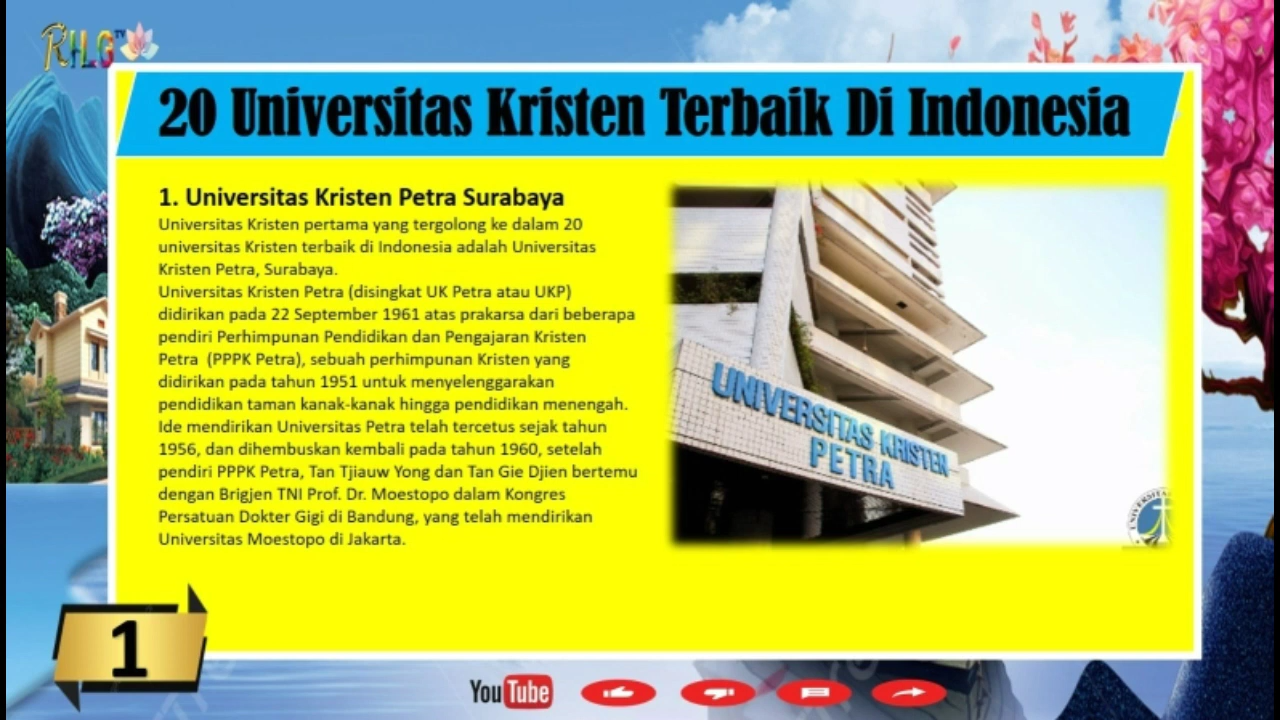 RHLG TV
20 Universitas Kristen Terbaik Di Indonesia
1. Universitas Kristen Petra Surabaya
Universitas Kristen pertama yang tergolong ke dalam 20
universitas Kristen terbaik di Indonesia adalah Universitas
Kristen Petra, Surabaya.
Universitas Kristen Petra (disingkat UK Petra atau UKP)
didirikan pada 22 September 1961 atas prakarsa dari beberapa
pendiri Perhimpunan Pendidikan dan Pengajaran Kristen
Petra (PPPK Petra), sebuah perhimpunan Kristen yang
didirikan pada tahun 1951 untuk menyelenggarakan
pendidikan taman kanak-kanak hingga pendidikan menengah.
Ide mendirikan Universitas Petra telah tercetus sejak tahun
1956, dan dihembuskan kembali pada tahun 1960, setelah
pendiri PPPK Petra, Tan Tjiauw Yong dan Tan Gie Djien bertemu
dengan Brigjen TNI Prof. Dr. Moestopo dalam Kongres
Persatuan Dokter Gigi di Bandung, yang telah mendirikan
Universitas Moestopo di Jakarta.
UNIVERSITAS KRISTEN
PETRA
1
YouTube